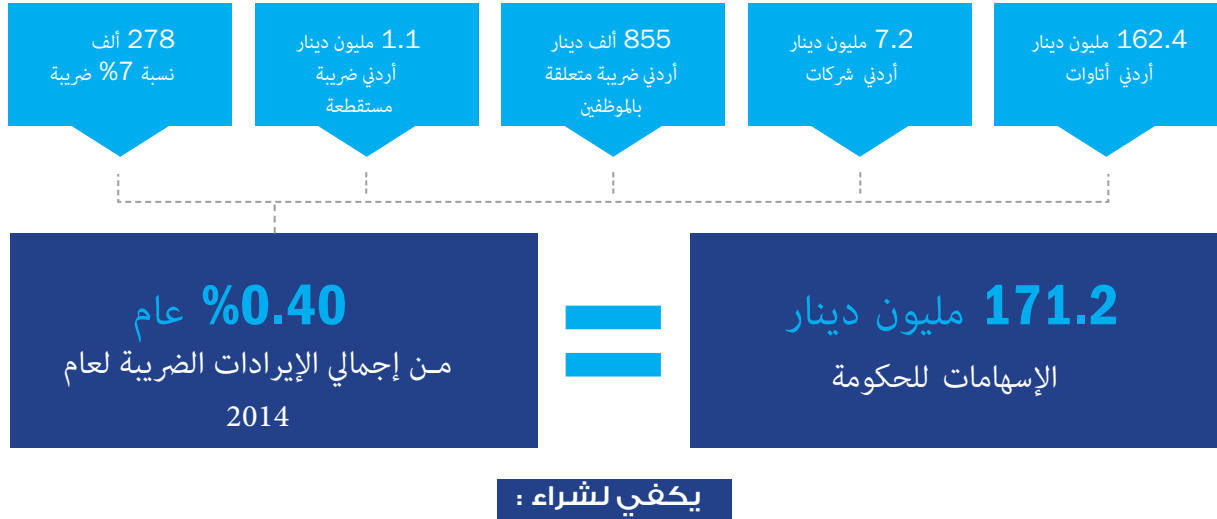 162.4 مليون دينار
أردني أتاوات
7.2 مليون دينار
أردني شركات
855 ألف دينار
أردني ضريبة متعلقة
بالموظفين
1.1 مليون دينار
أردني ضريبة
مستقطعة
278 ألف
نسبة 7% ضريبة
171.2 مليون دينار
الإسهامات للحكومة
%0.40 عام
مـن إجمالي الإيرادات الضريبة لعام
2014
يكفي لشراء :